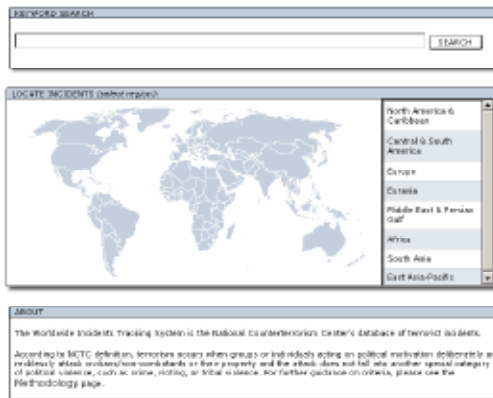 KEYWORD SEARCH
SEARCH
LOCATE INCIDENTS (select region)
North America &
Caribbean
Central & South
America
Europe
Eurasia
Middle East & Persian
Gulf
Africa
South Asia
East Asia-Pacific
ABOUT
The Worldwide Incidents Tracking System is the National Counterterrorism Center's database of terrorist incidents.
According to NCTC definition, terrorism occurs when groups or individuals acting on political motivation deliberately or
recklessly attack civilians/non-combatants or their property and the attack does not fall into another special category
of political violence, such as crime, rioting, or tribal violence. For further guidance on criteria, please see the
Methodology page.